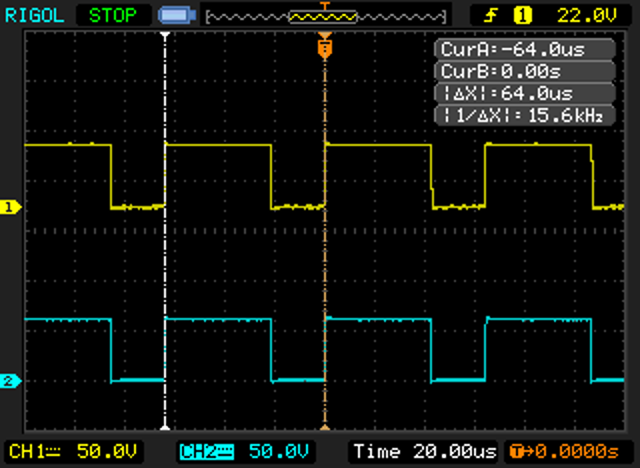 RIGOL STOP T 1 22.0V
T
CurA:-64.0us
CurB:0.00s
|ΔX|:64.0us
|1/ΔX|:15.6kHz
1
2
CH1 50.0V CH2 50.0V Time 20.00us T→0.0000s